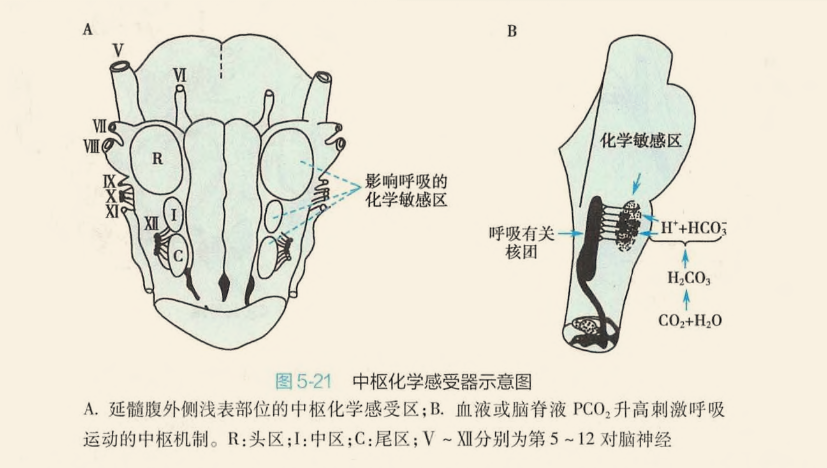 A
B
V
VI
VII
VIII
R
IX
X
XI
XII
I
C
影响呼吸的
化学敏感区
化学敏感区
呼吸有关
核团
H⁺+HCO₃⁻
H₂CO₃
CO₂+H₂O
图5-21 中枢化学感受器示意图
A. 延髓腹外侧浅表部位的中枢化学感受区;B. 血液或脑脊液 PCO₂ 升高刺激呼吸
运动的中枢机制。R:头区;I:中区;C:尾区;Ⅴ ~ Ⅻ分别为第 5 ~ 12 对脑神经